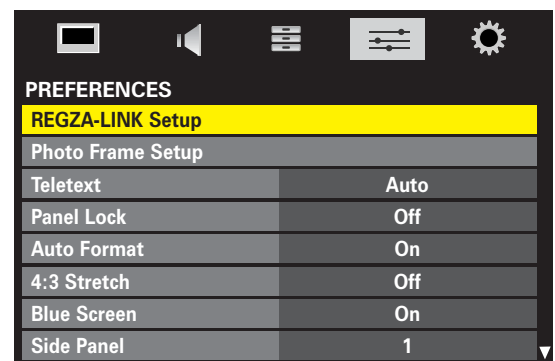 PREFERENCES
REGZA-LINK Setup
Photo Frame Setup
Teletext Auto
Panel Lock Off
Auto Format On
4:3 Stretch Off
Blue Screen On
Side Panel 1